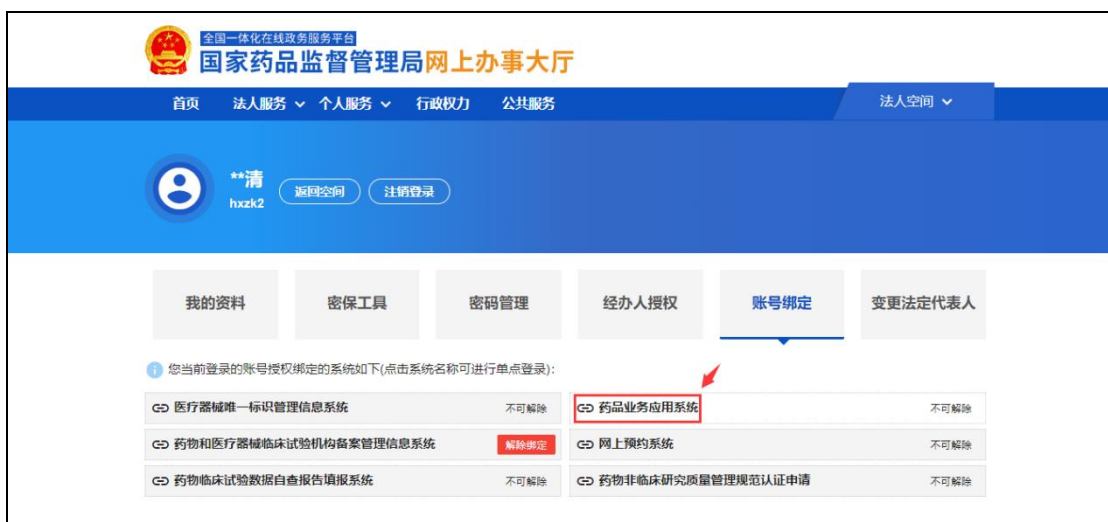 全国一体化在线政务服务平台
国家药品监督管理局网上办事大厅
首页 法人服务 个人服务 行政权力 公共服务 法人空间
**清
hxzk2
返回空间 注销登录
我的资料 密保工具 密码管理 经办人授权 账号绑定 变更法定代表人
您当前登录的账号授权绑定的系统如下(点击系统名称可进行单点登录):
医疗器械唯一标识管理信息系统 不可解除 药品业务应用系统 不可解除
药物和医疗器械临床试验机构备案管理信息系统 解除绑定 网上预约系统 不可解除
药物临床试验数据自查报告填报系统 不可解除 药物非临床研究质量管理规范认证申请 不可解除